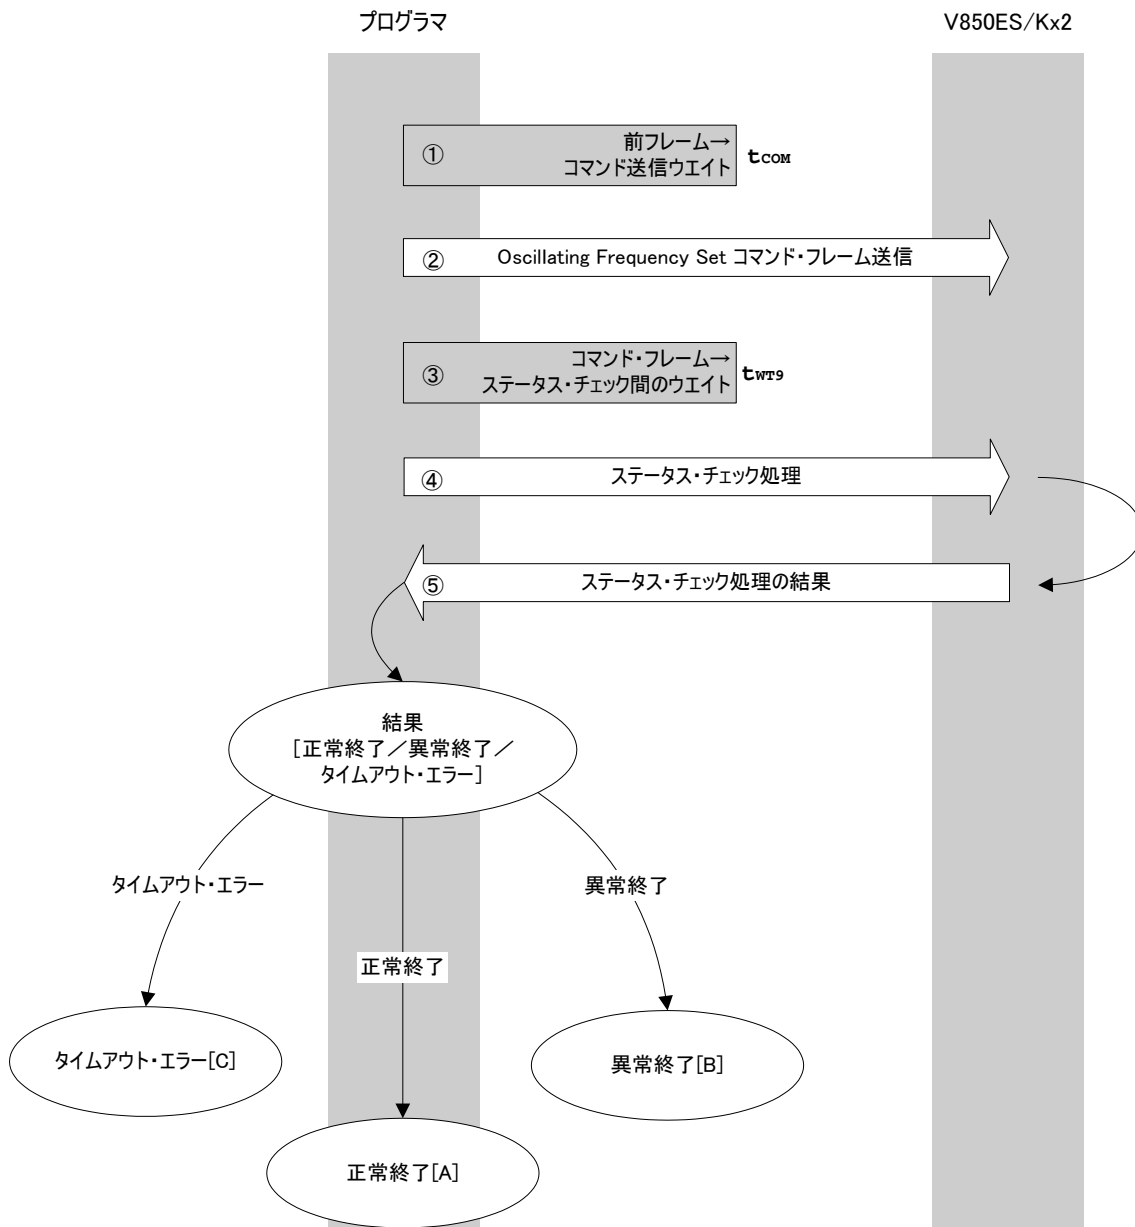 プログラマ
V850ES/Kx2
① 前フレーム→
コマンド送信ウエイト
tCOM
② Oscillating Frequency Set コマンド・フレーム送信
③ コマンド・フレーム→
ステータス・チェック間のウエイト
tWT9
④ ステータス・チェック処理
⑤ ステータス・チェック処理の結果
結果
[正常終了／異常終了／
タイムアウト・エラー]
タイムアウト・エラー
異常終了
正常終了
タイムアウト・エラー[C]
異常終了[B]
正常終了[A]